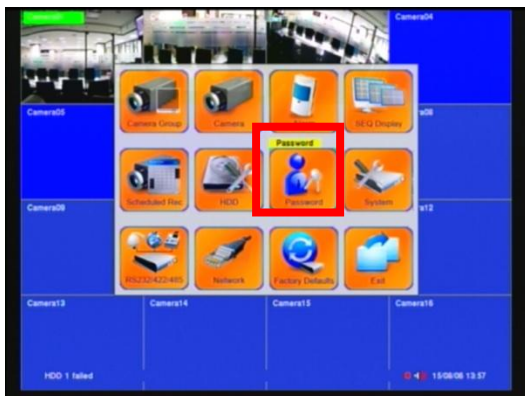 Camera04
Camera05
Camera Group
Camera
SEQ Display
Password
Scheduled Rec
HDD
Password
System
Camera09
RS232/422/485
Network
Factory Defaults
Exit
Camera13
Camera14
Camera15
Camera16
HDD 1 failed
15/08/08 13:57